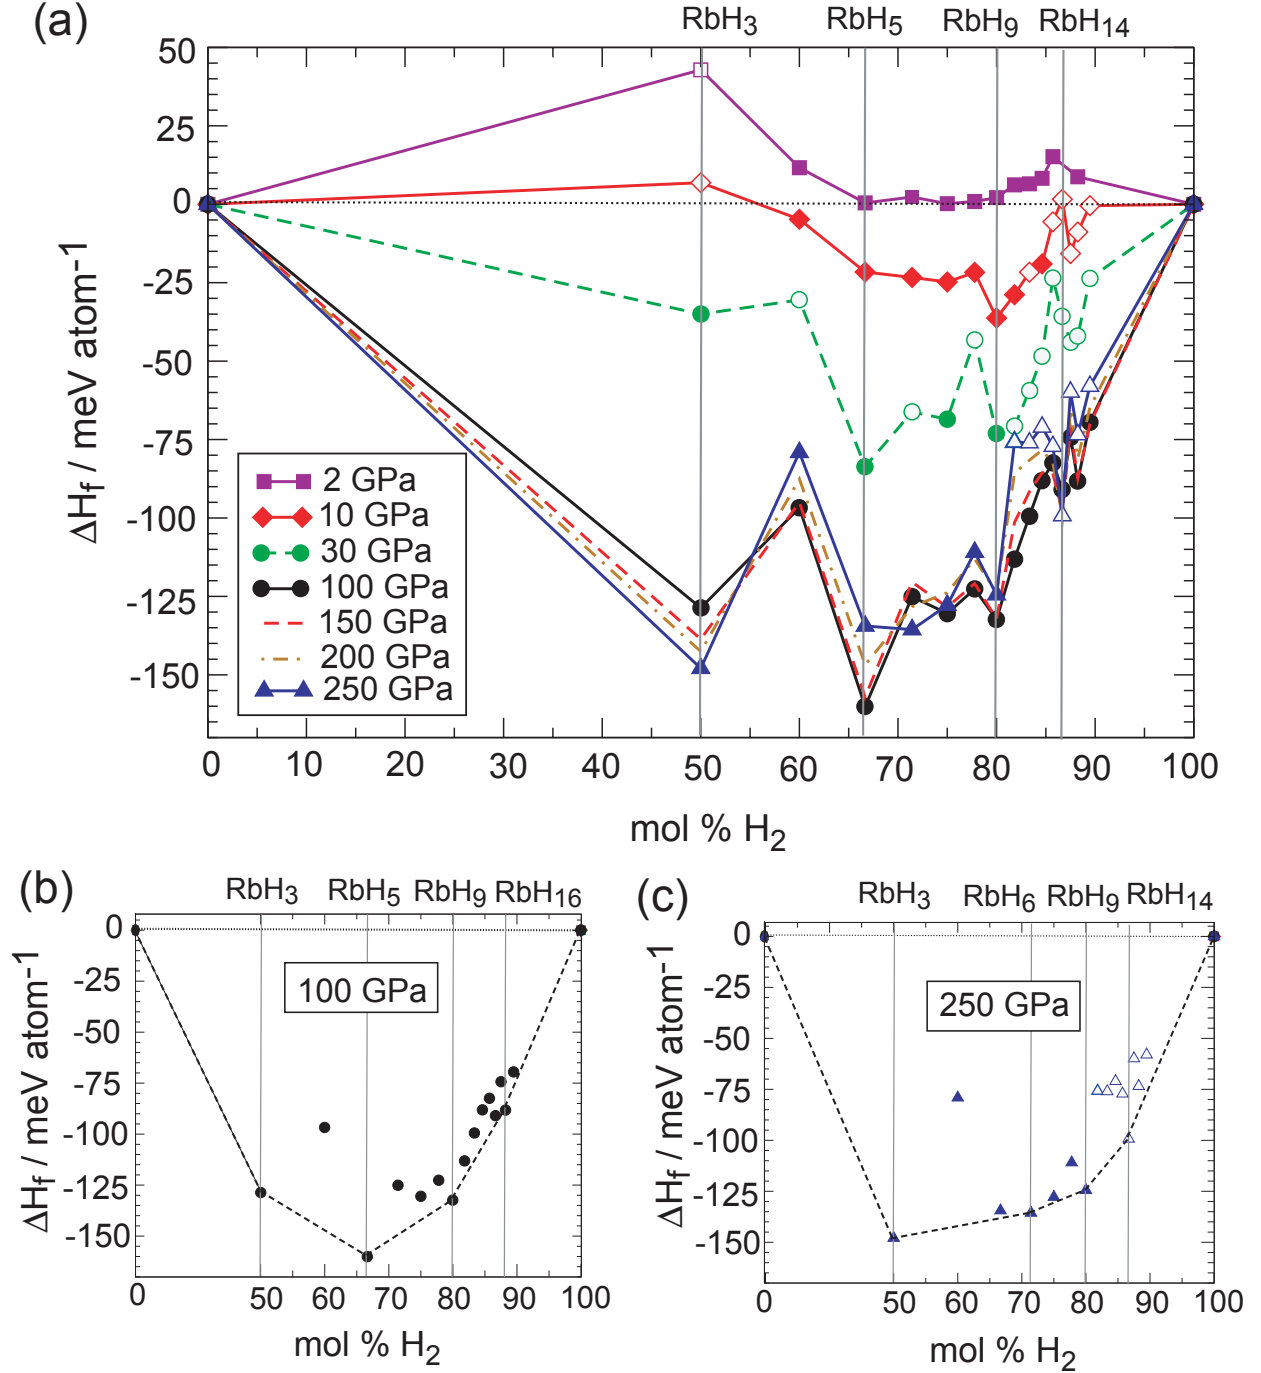 (a)
RbH3 RbH5 RbH9 RbH14
50
25
0
-25
-50
-75
-100
-125
-150
ΔHf / meV atom-1
2 GPa
10 GPa
30 GPa
100 GPa
150 GPa
200 GPa
250 GPa
0 10 20 30 40 50 60 70 80 90 100
mol % H2
(b)
RbH3 RbH5 RbH9 RbH16
0
-25
-50
-75
-100
-125
-150
ΔHf / meV atom-1
100 GPa
0 50 60 70 80 90 100
mol % H2
(c)
RbH3 RbH6 RbH9 RbH14
0
-25
-50
-75
-100
-125
-150
ΔHf / meV atom-1
250 GPa
0 50 60 70 80 90 100
mol % H2